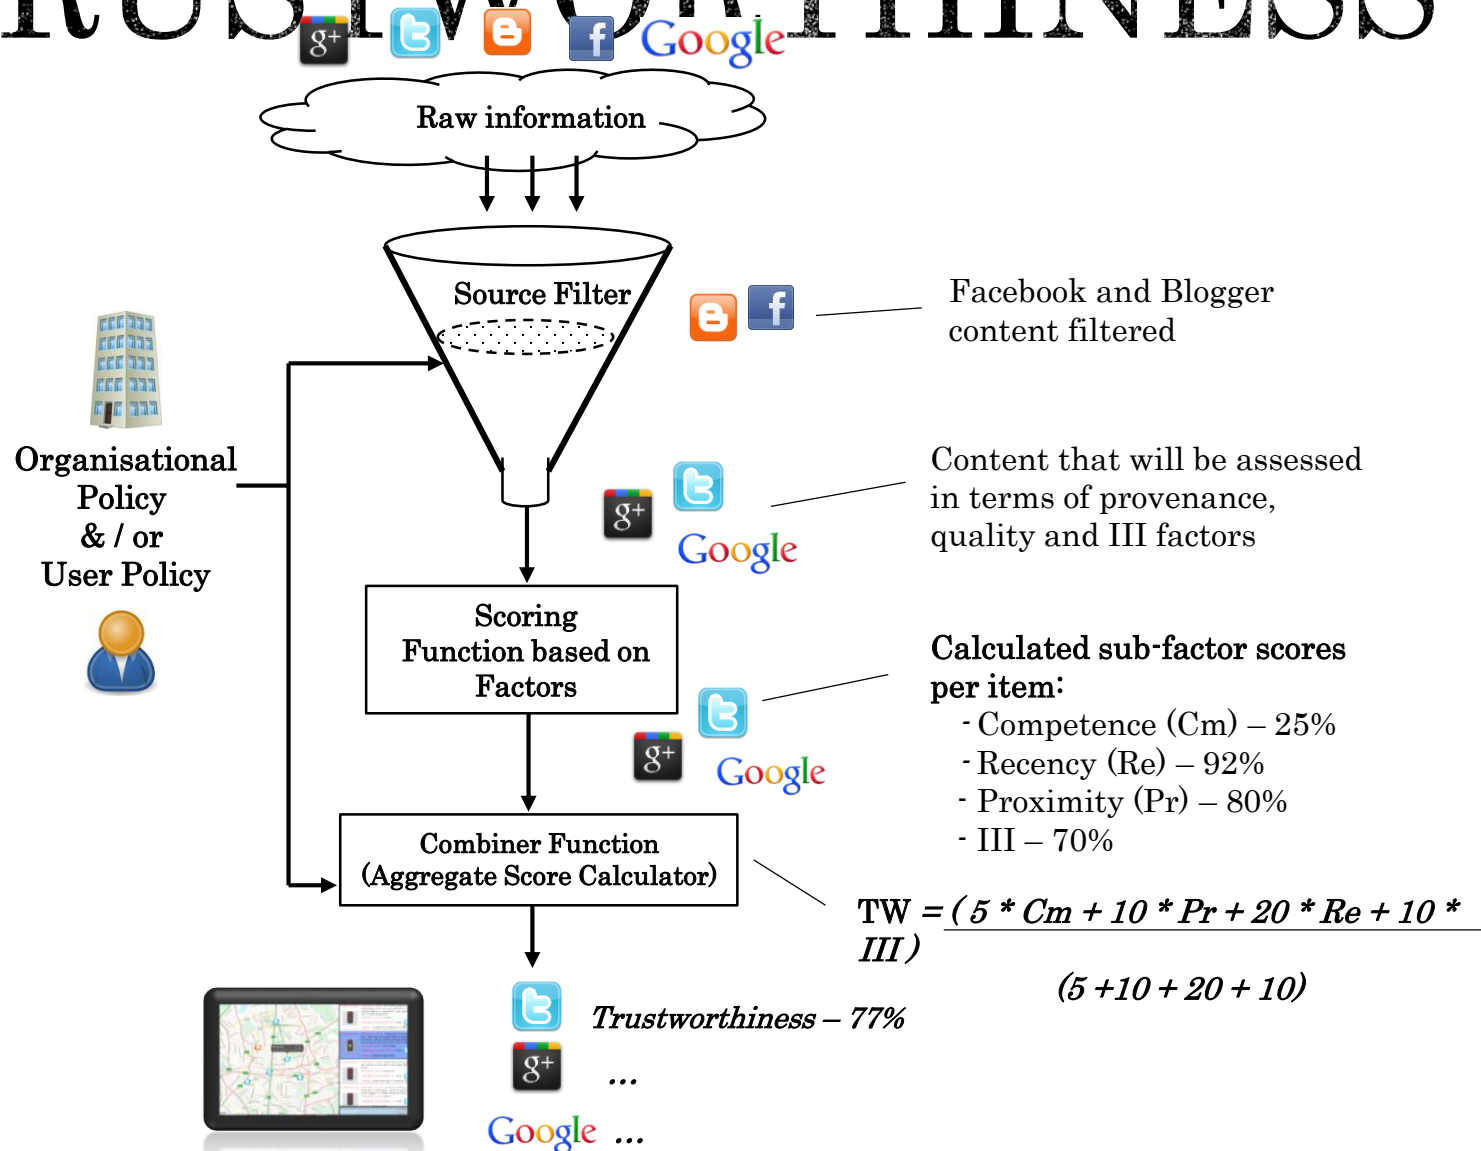 RUSTWORTHINESS
g+
t
B
f
Google
Raw information
Source Filter
B
f
Facebook and Blogger
content filtered
Organisational
Policy
& / or
User Policy
Content that will be assessed
in terms of provenance,
quality and III factors
t
g+
Google
Scoring
Function based on
Factors
Calculated sub-factor scores
per item:
- Competence (Cm) – 25%
- Recency (Re) – 92%
- Proximity (Pr) – 80%
- III – 70%
t
g+
Google
Combiner Function
(Aggregate Score Calculator)
TW = ( 5 * Cm + 10 * Pr + 20 * Re + 10 *
III )
(5 +10 + 20 + 10)
t
Trustworthiness – 77%
g+
...
Google ...